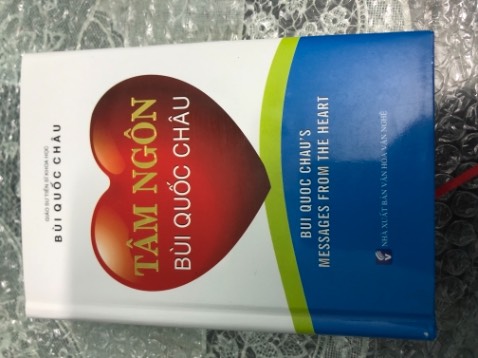 GIÁO SƯ TIẾN SĨ KHOA HỌC
BÙI QUỐC CHÂU
TÂM NGÔN
BÙI QUỐC CHÂU
BUI QUOC CHAU'S
MESSAGES FROM THE HEART
NHÀ XUẤT BẢN VĂN HÓA VĂN NGHỆ